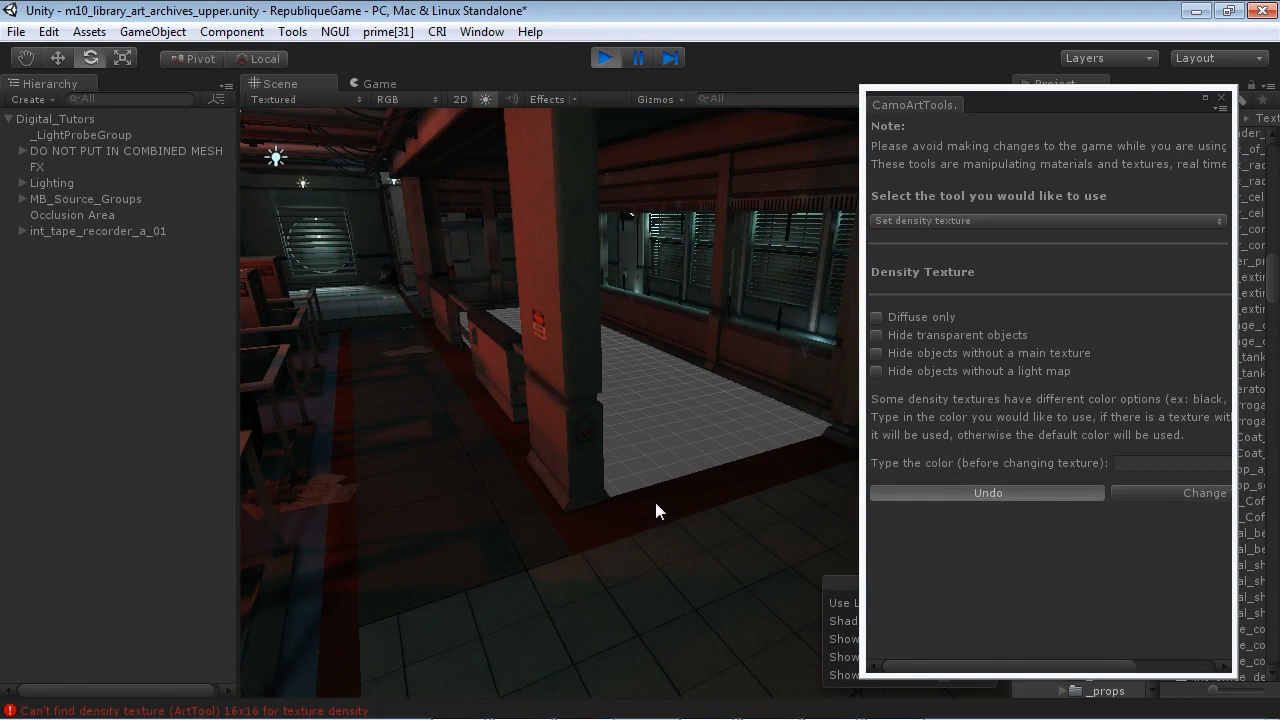 Unity - m10_library_art_archives_upper.unity - RepubliqueGame - PC, Mac & Linux Standalone*
File Edit Assets GameObject Component Tools NGUI prime[31] CRI Window Help
Pivot Local Layers Layout
Hierarchy Scene Game Project
Create All Textured RGB 2D Effects Gizmos All
Digital_Tutors
_LightProbeGroup
DO NOT PUT IN COMBINED MESH
FX
Lighting
MB_Source_Groups
Occlusion Area
int_tape_recorder_a_01
CamoArtTools.
Note:
Please avoid making changes to the game while you are using
These tools are manipulating materials and textures, real time
Select the tool you would like to use
Set density texture
Density Texture
Diffuse only
Hide transparent objects
Hide objects without a main texture
Hide objects without a light map
Some density textures have different color options (ex: black,
Type in the color you would like to use, if there is a texture wit
it will be used, otherwise the default color will be used.
Type the color (before changing texture):
Undo Change
Use L
Shad
Show
Show
Show
_props
Can't find density texture (ArtTool) 16x16 for texture density